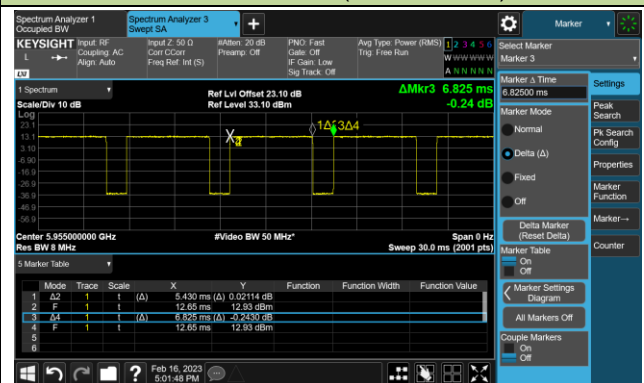 Spectrum Analyzer 1
Occupied BW
Spectrum Analyzer 3
Swept SA
Marker
KEYSIGHT
L
LXI
Input: RF
Coupling: AC
Align: Auto
Input Z: 50 Ω
Corr CCorr
Freq Ref: Int (S)
#Atten: 20 dB
Preamp: Off
PNO: Fast
Gate: Off
IF Gain: Low
Sig Track: Off
Avg Type: Power (RMS)
Trig: Free Run
1 2 3 4 5 6
W W W W W W
A N N N N N
Select Marker
Marker 3
1 Spectrum
Scale/Div 10 dB
Log
Ref Lvl Offset 23.10 dB
Ref Level 33.10 dBm
ΔMkr3 6.825 ms
-0.24 dB
23.1
13.1
3.10
-6.90
-16.9
-26.9
-36.9
-46.9
-56.9
Center 5.955000000 GHz
Res BW 8 MHz
#Video BW 50 MHz*
Span 0 Hz
Sweep 30.0 ms (2001 pts)
5 Marker Table
Mode Trace Scale X Y Function Function Width Function Value
1 Δ2 1 t (Δ) 5.430 ms (Δ) 0.02114 dB
2 F 1 t 12.65 ms 12.93 dBm
3 Δ4 1 t (Δ) 6.825 ms (Δ) -0.2430 dB
4 F 1 t 12.65 ms 12.93 dBm
5
6
Marker Δ Time
6.82500 ms
Marker Mode
Normal
Delta (Δ)
Fixed
Off
Delta Marker
(Reset Delta)
Marker Table
On
Off
Marker Settings
Diagram
All Markers Off
Couple Markers
On
Off
Settings
Peak
Search
Pk Search
Config
Properties
Marker
Function
Marker→
Counter
?
Feb 16, 2023
5:01:48 PM